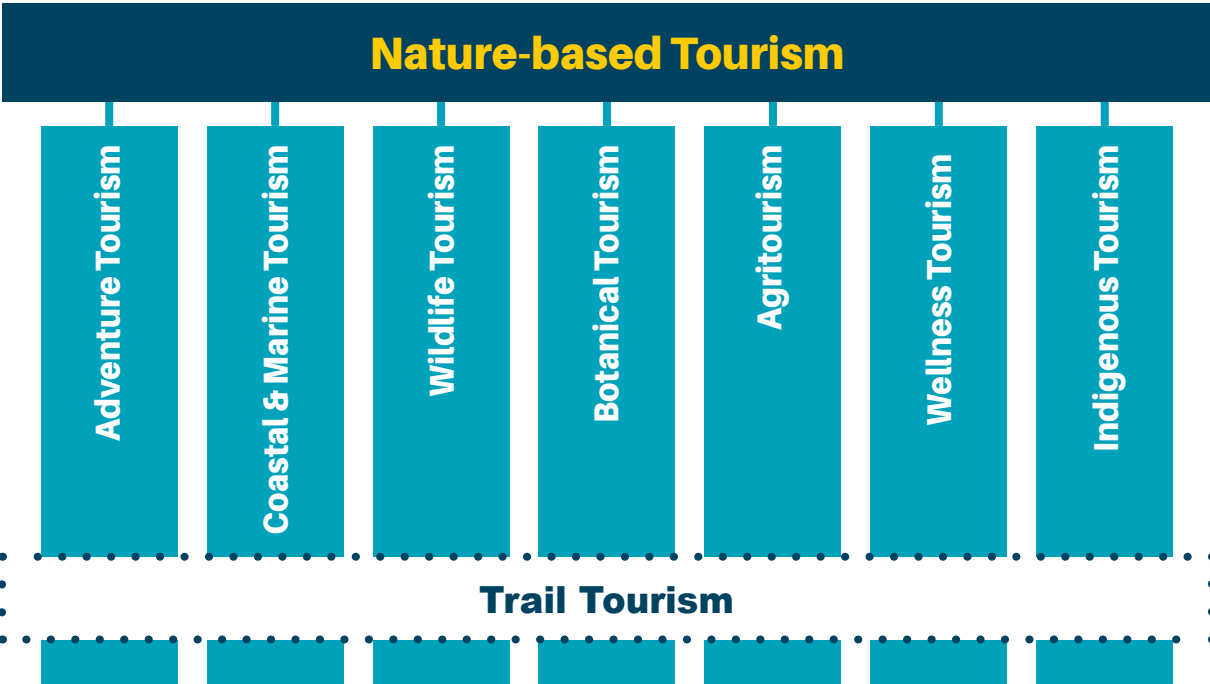 Nature-based Tourism
Adventure Tourism
Coastal & Marine Tourism
Wildlife Tourism
Botanical Tourism
Agritourism
Wellness Tourism
Indigenous Tourism
Trail Tourism